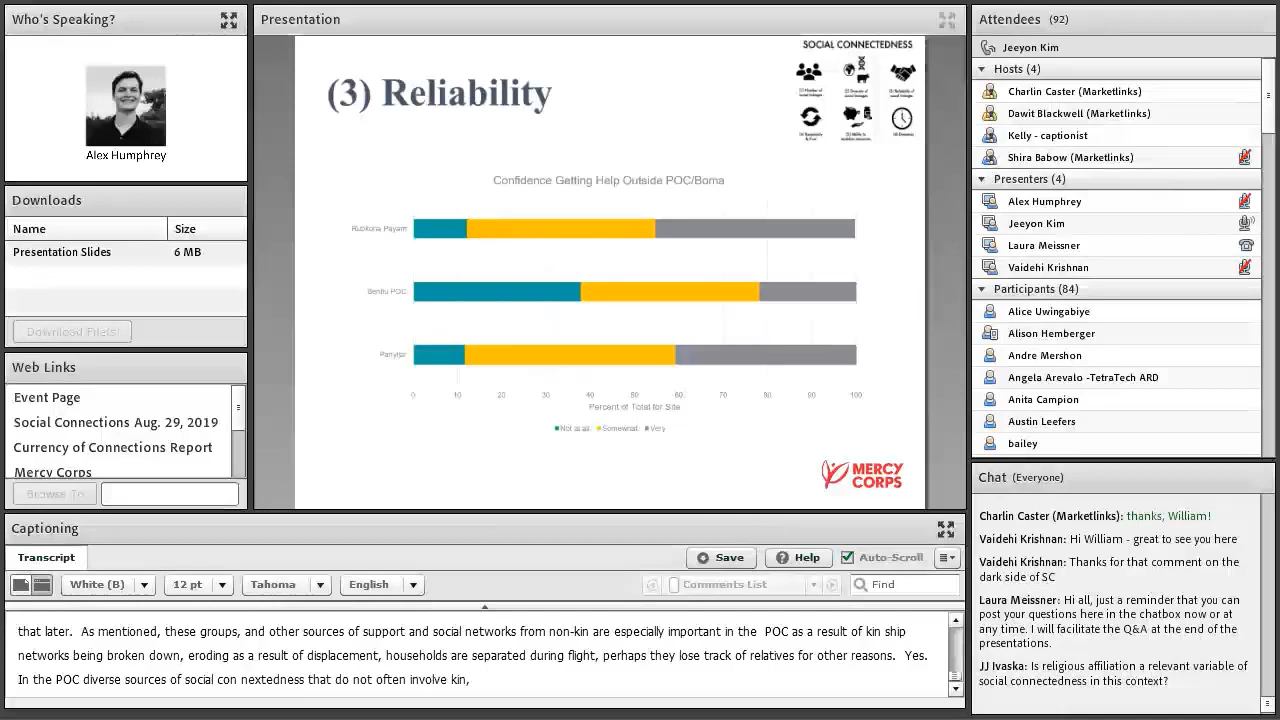 Who's Speaking?
Alex Humphrey
Downloads
Name
Size
Presentation Slides
6 MB
Download File(s)
Web Links
Event Page
Social Connections Aug. 29, 2019
Currency of Connections Report
Mercy Corps
Browse To
Presentation
SOCIAL CONNECTEDNESS
(3) Reliability
Confidence Getting Help Outside POC/Boma
Rubkona Payam
Bentiu POC
Panyijar
0 10 20 30 40 50 60 70 80 90 100
Percent of Total for Site
Not at all Somewhat Very
MERCY
CORPS
Captioning
Transcript
Save
Help
Auto-Scroll
White (B)
12 pt
Tahoma
English
Comments List
Find
that later. As mentioned, these groups, and other sources of support and social networks from non-kin are especially important in the POC as a result of kin ship
networks being broken down, eroding as a result of displacement, households are separated during flight, perhaps they lose track of relatives for other reasons. Yes.
In the POC diverse sources of social con nextedness that do not often involve kin,
Attendees (92)
Jeeyon Kim
Hosts (4)
Charlin Caster (Marketlinks)
Dawit Blackwell (Marketlinks)
Kelly - captionist
Shira Babow (Marketlinks)
Presenters (4)
Alex Humphrey
Jeeyon Kim
Laura Meissner
Vaidehi Krishnan
Participants (83)
Alice Uwingabiye
Alison Hemberger
Andre Mershon
Angela Arevalo -TetraTech ARD
Anita Campion
Austin Leefers
bailey
Chat (Everyone)
Charlin Caster (Marketlinks): thanks, William!
Vaidehi Krishnan: Hi William - great to see you here
Vaidehi Krishnan: Thanks for that comment on the
dark side of SC
Laura Meissner: Hi all, just a reminder that you can
post your questions here in the chatbox now or at
any time. I will facilitate the Q&A at the end of the
presentations.
JJ Ivaska: Is religious affiliation a relevant variable of
social connectedness in this context?